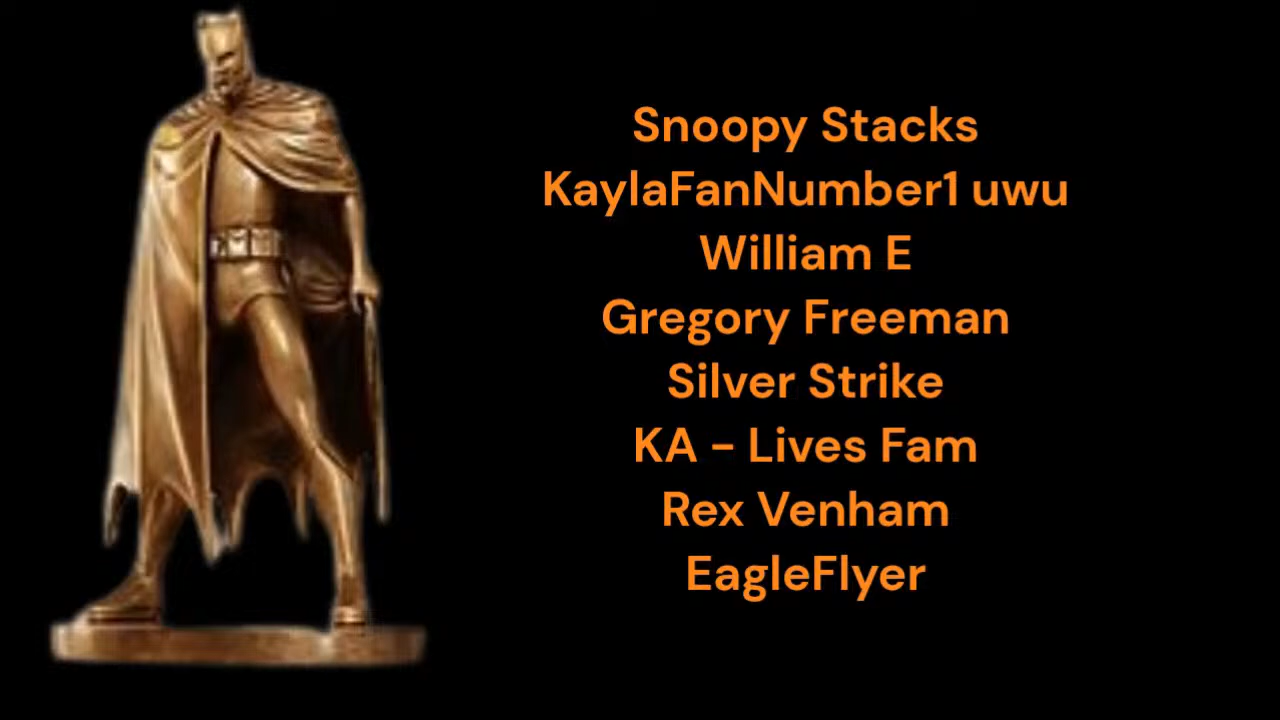 Snoopy Stacks
KaylaFanNumber1 uwu
William E
Gregory Freeman
Silver Strike
KA - Lives Fam
Rex Venham
EagleFlyer